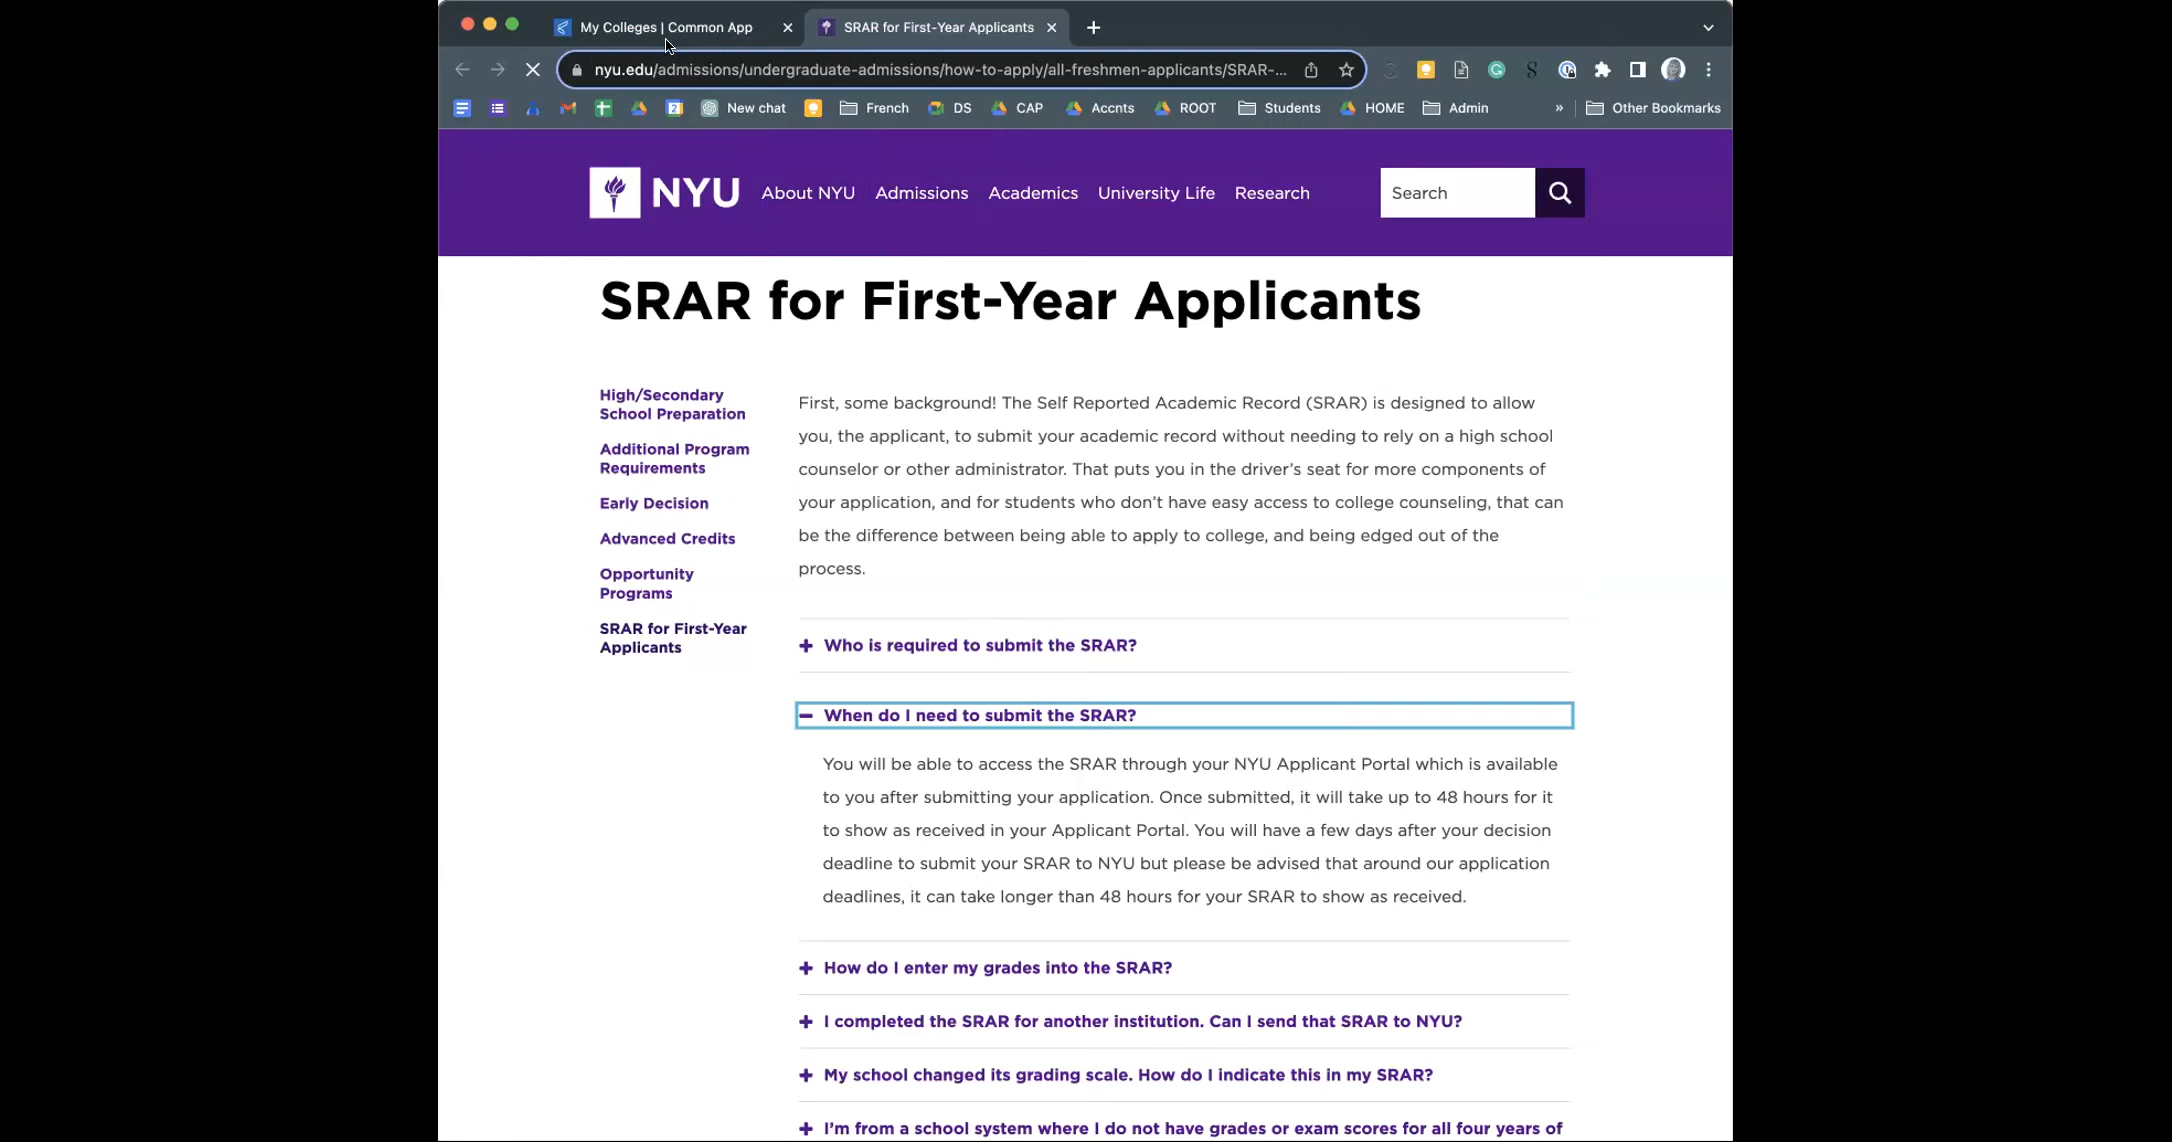 My Colleges | Common App
SRAR for First-Year Applicants
nyu.edu/admissions/undergraduate-admissions/how-to-apply/all-freshmen-applicants/SRAR-...
New chat
French
DS
CAP
Accnts
ROOT
Students
HOME
Admin
»
Other Bookmarks
NYU
About NYU
Admissions
Academics
University Life
Research
Search
SRAR for First-Year Applicants
High/Secondary
School Preparation
Additional Program
Requirements
Early Decision
Advanced Credits
Opportunity
Programs
SRAR for First-Year
Applicants
First, some background! The Self Reported Academic Record (SRAR) is designed to allow
you, the applicant, to submit your academic record without needing to rely on a high school
counselor or other administrator. That puts you in the driver's seat for more components of
your application, and for students who don't have easy access to college counseling, that can
be the difference between being able to apply to college, and being edged out of the
process.
Who is required to submit the SRAR?
When do I need to submit the SRAR?
You will be able to access the SRAR through your NYU Applicant Portal which is available
to you after submitting your application. Once submitted, it will take up to 48 hours for it
to show as received in your Applicant Portal. You will have a few days after your decision
deadline to submit your SRAR to NYU but please be advised that around our application
deadlines, it can take longer than 48 hours for your SRAR to show as received.
How do I enter my grades into the SRAR?
I completed the SRAR for another institution. Can I send that SRAR to NYU?
My school changed its grading scale. How do I indicate this in my SRAR?
I'm from a school system where I do not have grades or exam scores for all four years of